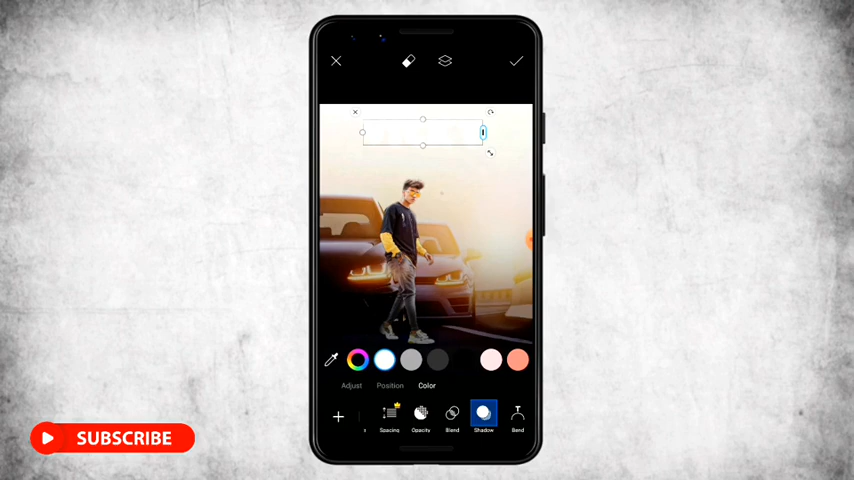 Adjust Position Color
s Spacing Opacity Blend Shadow Bend
SUBSCRIBE